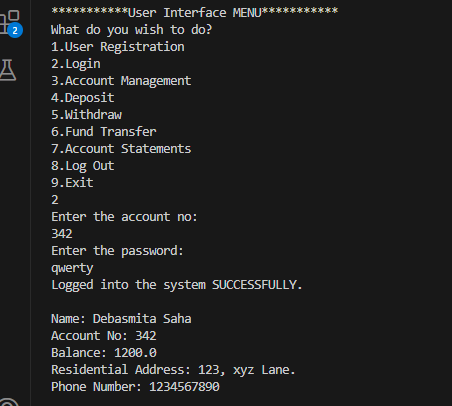 ***********User Interface MENU***********
What do you wish to do?
1.User Registration
2.Login
3.Account Management
4.Deposit
5.Withdraw
6.Fund Transfer
7.Account Statements
8.Log Out
9.Exit
2
Enter the account no:
342
Enter the password:
qwerty
Logged into the system SUCCESSFULLY.
Name: Debasmita Saha
Account No: 342
Balance: 1200.0
Residential Address: 123, xyz Lane.
Phone Number: 1234567890
2